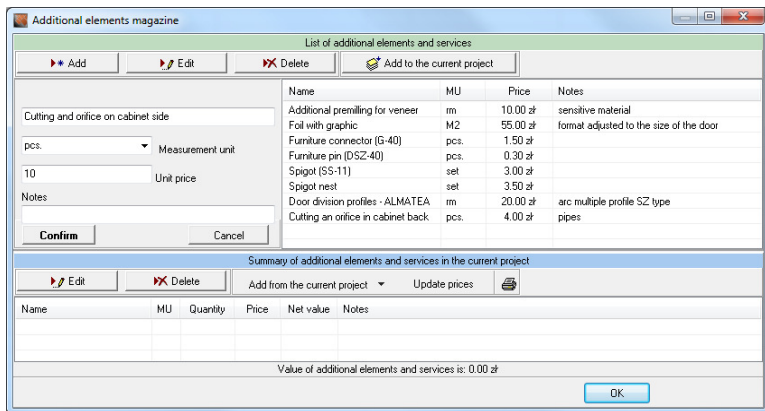 Additional elements magazine
List of additional elements and services
Add Edit Delete Add to the current project
Cutting and orifice on cabinet side
pcs. Measurement unit
10 Unit price
Notes
Confirm Cancel
Name MU Price Notes
Additional premilling for veneer rm 10.00 zł sensitive material
Foil with graphic M2 55.00 zł format adjusted to the size of the door
Furniture connector (G-40) pcs. 1.50 zł
Furniture pin (DSZ-40) pcs. 0.30 zł
Spigot (SS-11) set 3.00 zł
Spigot nest set 3.50 zł
Door division profiles - ALMATEA rm 20.00 zł arc multiple profile SZ type
Cutting an orifice in cabinet back pcs. 4.00 zł pipes
Summary of additional elements and services in the current project
Edit Delete Add from the current project Update prices
Name MU Quantity Price Net value Notes
Value of additional elements and services is: 0.00 zł
OK